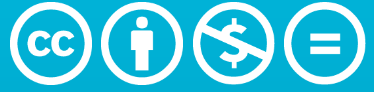 cc $ =